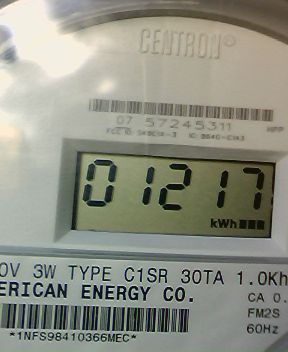 CENTRON®
07 57245311
HPP
01217
kWh
0V 3W TYPE C1SR 30TA 1.0Kh
ERICAN ENERGY CO.
CA 0.
FM2S
*1NFS98410366MEC*
60Hz